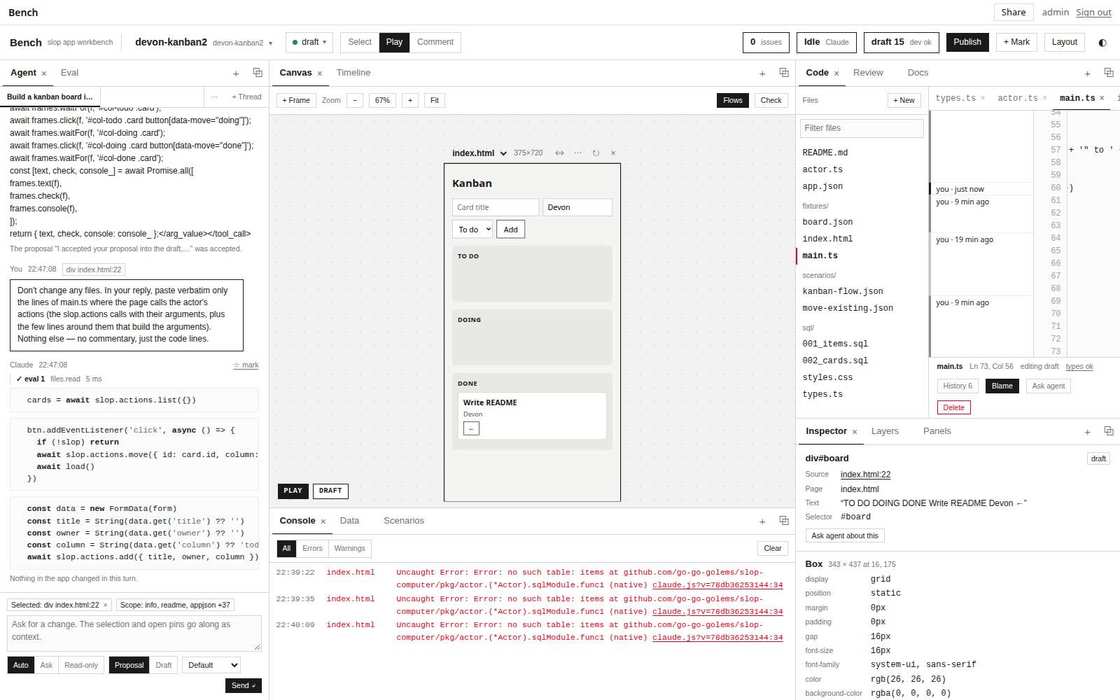 Bench
Share admin Sign out
Bench slop app workbench devon-kanban2 devon-kanban2 ▾ draft ▾ Select Play Comment 0 issues Idle Claude draft 15 dev ok Publish + Mark Layout
Agent × Eval +
Build a kanban board i... ... + Thread
await frames.click(f, '#col-todo .card button[data-move="doing"]');
await frames.waitFor(f, '#col-doing .card');
await frames.click(f, '#col-doing .card button[data-move="done"]');
await frames.waitFor(f, '#col-done .card');
const [text, check, console_] = await Promise.all([
frames.text(f),
frames.check(f),
frames.console(f),
]);
return { text, check, console: console_ };</arg_value></tool_call>
The proposal "I accepted your proposal into the draft,..." was accepted.
You 22:47:08 div index.html:22
Don't change any files. In your reply, paste verbatim only
the lines of main.ts where the page calls the actor's
actions (the slop.actions calls with their arguments, plus
the few lines around them that build the arguments).
Nothing else — no commentary, just the code lines.
Claude 22:47:08 ☆ mark
✓ eval 1 files.read 5 ms
cards = await slop.actions.list({})
btn.addEventListener('click', async () => {
if (!slop) return
await slop.actions.move({ id: card.id, column:
await load()
})
const data = new FormData(form)
const title = String(data.get('title') ?? '')
const owner = String(data.get('owner') ?? '')
const column = String(data.get('column') ?? 'tod
await slop.actions.add({ title, owner, column })
Nothing in the app changed in this turn.
Selected: div index.html:22 × Scope: info, readme, appjson +37
Ask for a change. The selection and open pins go along as
context.
Auto Ask Read-only Proposal Draft Default
Send
Canvas × Timeline +
+ Frame Zoom − 67% + Fit Flows Check
index.html 375×720 ⇔ ... ↻ ×
Kanban
Card title Devon
To do Add
TO DO
DOING
DONE
Write README
Devon
←
PLAY DRAFT
Console × Data Scenarios +
All Errors Warnings Clear
22:39:22 index.html Uncaught Error: Error: no such table: items at github.com/go-go-golems/slop-
computer/pkg/actor.(*Actor).sqlModule.func1 (native) claude.js?v=78db36253144:34
22:39:35 index.html Uncaught Error: Error: no such table: items at github.com/go-go-golems/slop-
computer/pkg/actor.(*Actor).sqlModule.func1 (native) claude.js?v=78db36253144:34
22:40:09 index.html Uncaught Error: Error: no such table: items at github.com/go-go-golems/slop-
computer/pkg/actor.(*Actor).sqlModule.func1 (native) claude.js?v=78db36253144:34
Code × Review Docs +
Files + New
Filter files
README.md
actor.ts
app.json
fixtures/
board.json
index.html
main.ts
scenarios/
kanban-flow.json
move-existing.json
sql/
001_items.sql
002_cards.sql
styles.css
types.ts
types.ts × actor.ts × main.ts ×
54
55
56
57 + '" to '
58
59
you · just now 60 )
you · 9 min ago 61
62
63
you · 19 min ago 64
65
66
67
68
you · 9 min ago 69
70
71
72
73
main.ts Ln 73, Col 56 editing draft types ok
History 6 Blame Ask agent
Delete
Inspector × Layers Panels +
div#board draft
Source index.html:22
Page index.html
Text "TO DO DOING DONE Write README Devon ←"
Selector #board
Ask agent about this
Box 343 × 437 at 16, 175
display grid
position static
margin 0px
padding 0px
gap 16px
font-size 16px
font-family system-ui, sans-serif
color rgb(26, 26, 26)
background-color rgba(0, 0, 0, 0)